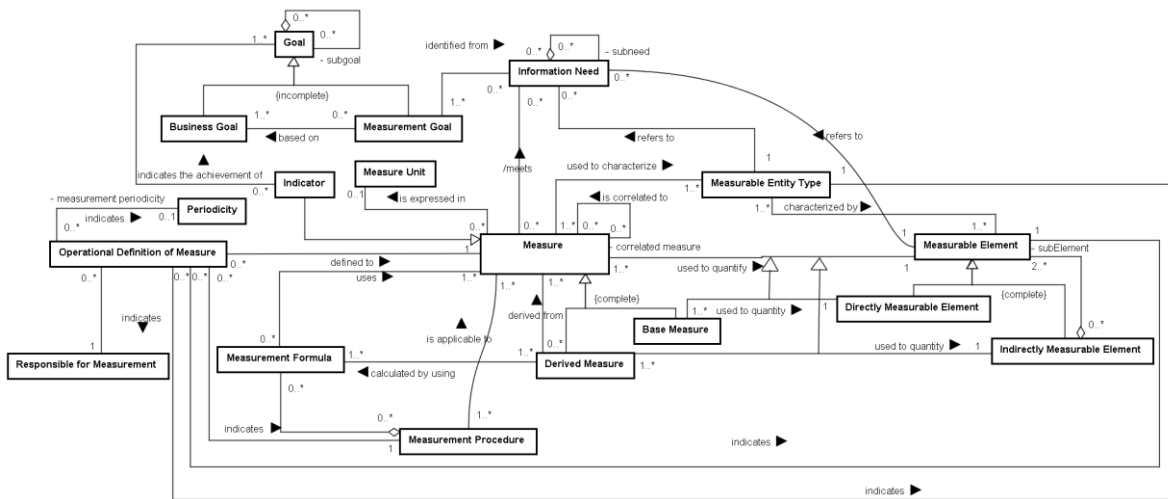 0..*
1..* Goal 0..*
- subgoal
identified from ▶ 0..* 0..* - subneed
Information Need
0..* 0..* 0..* 0..*
{incomplete}
1..* 0..* 1..*
Business Goal Measurement Goal
◀ based on
◀ refers to ◀ refers to
/meets
indicates the achievement of 0..*
Indicator
Measure Unit
used to characterize ▶ 1 1
Measurable Entity Type
1..*
- measurement periodicity
0..* indicates ▶ 0..1 Periodicity
0..1 ◀ is expressed in
◀ is correlated to
0..* 0..* 1..* 0..* 0..*
1..* characterized by ▶ 1..*
Operational Definition of Measure 0..*
1 Measure - correlated measure
1 Measurable Element 1
- subElement
defined to ▶
uses ▶ 1..* 1..* 1..* 1..*
used to quantify ▶ 1 2..*
0..* 0..* 0..* 0..*
{complete} {complete}
indicates
derived from
Base Measure 1..* used to quantity ▶ 1 Directly Measurable Element
is applicable to
0..* 0..* 0..*
1
Responsible for Measurement
Measurement Formula 1..* 1..* Derived Measure 1..* used to quantity ▶ 1 Indirectly Measurable Element
◀ calculated by using
0..* 0..* 1..*
indicates ▶
Measurement Procedure
1
indicates ▶
indicates ▶